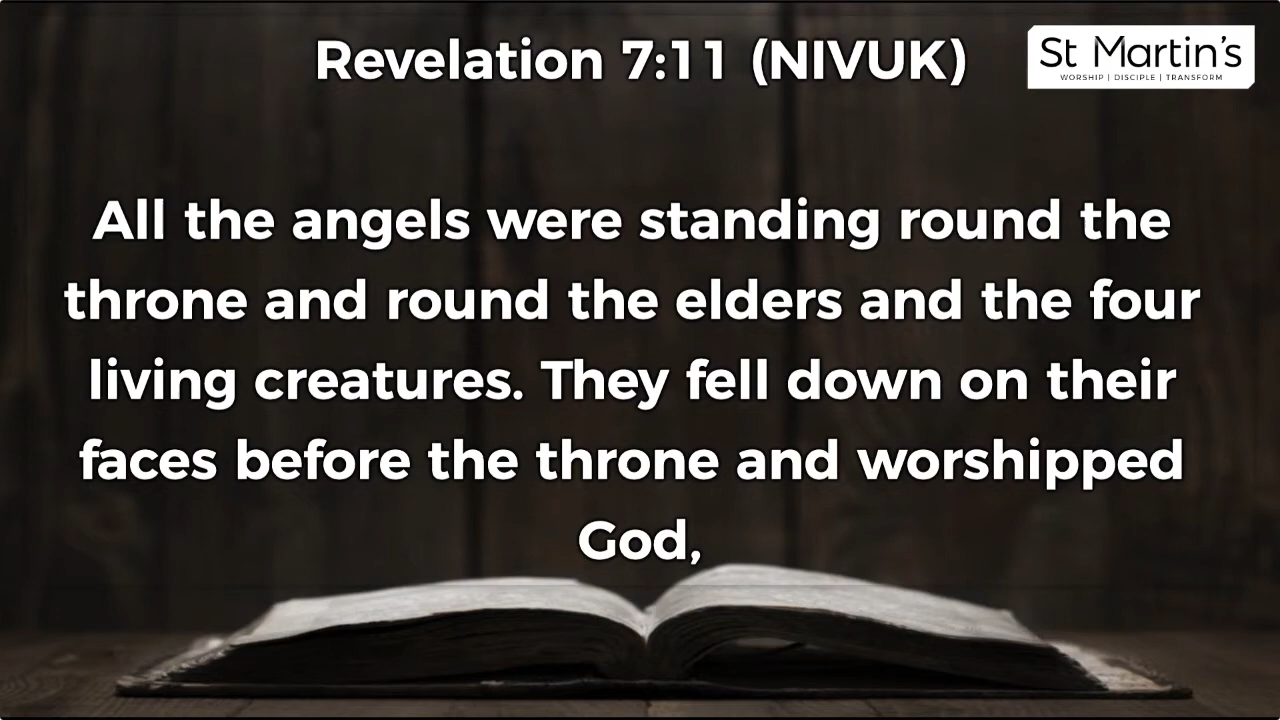 Revelation 7:11 (NIVUK)
St Martin's
WORSHIP | DISCIPLE | TRANSFORM
All the angels were standing round the
throne and round the elders and the four
living creatures. They fell down on their
faces before the throne and worshipped
God,